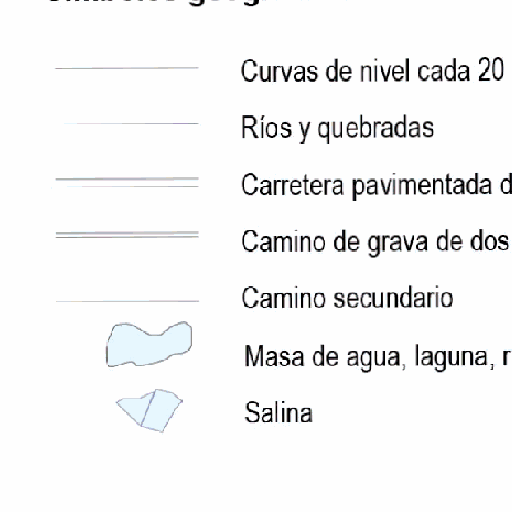 Curvas de nivel cada 20
Ríos y quebradas
Carretera pavimentada d
Camino de grava de dos
Camino secundario
Masa de agua, laguna, r
Salina